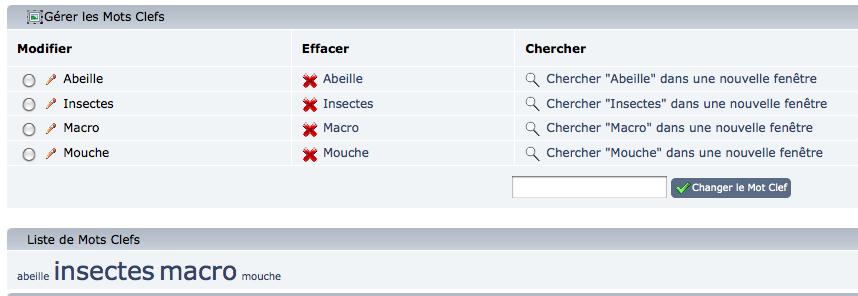 Gérer les Mots Clefs
Modifier Effacer Chercher
Abeille Abeille Chercher "Abeille" dans une nouvelle fenêtre
Insectes Insectes Chercher "Insectes" dans une nouvelle fenêtre
Macro Macro Chercher "Macro" dans une nouvelle fenêtre
Mouche Mouche Chercher "Mouche" dans une nouvelle fenêtre
Changer le Mot Clef
Liste de Mots Clefs
abeille insectes macro mouche